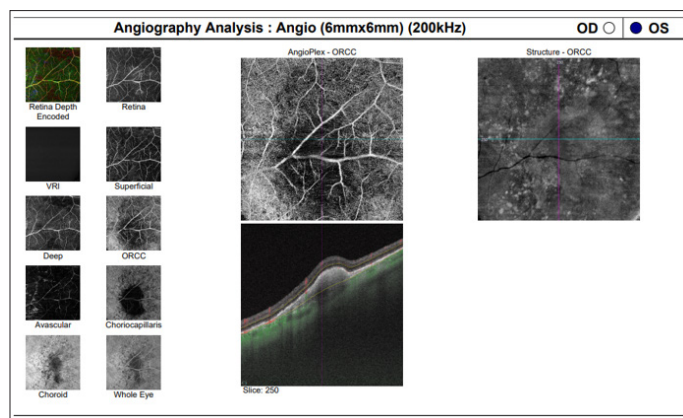 Angiography Analysis : Angio (6mmx6mm) (200kHz)
OD OS
AngioPlex - ORCC
Structure - ORCC
Retina Depth
Encoded
Retina
VRI
Superficial
Deep
ORCC
Avascular
Choriocapillaris
Choroid
Whole Eye
Slice: 250